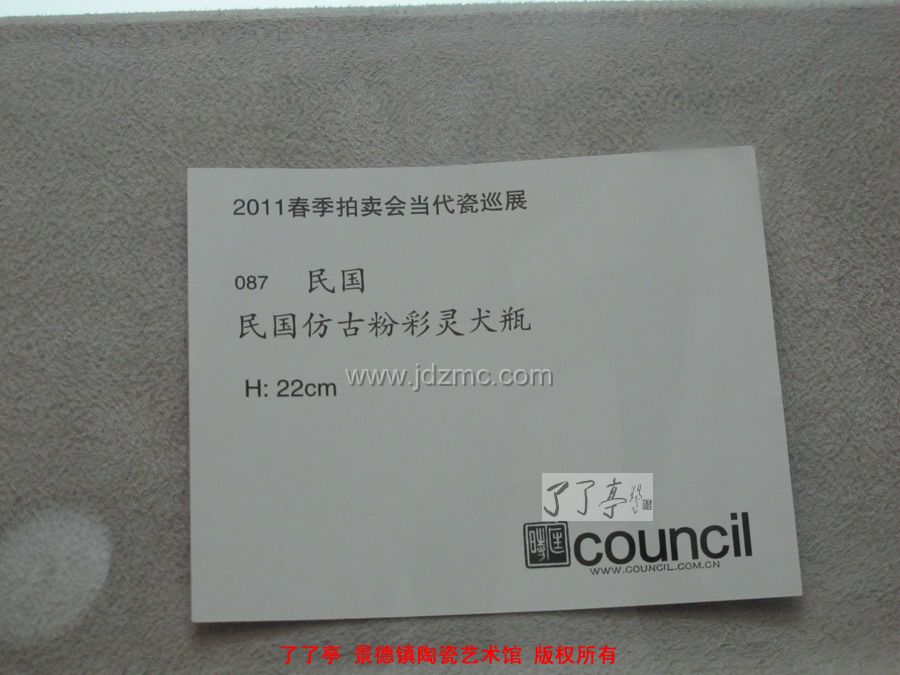 2011春季拍卖会当代瓷巡展
087 民国
民国仿古粉彩灵犬瓶
H: 22cm
www.jdzmc.com
了了亭
council
WWW.COUNCIL.COM.CN
了了亭 景德镇陶瓷艺术馆 版权所有